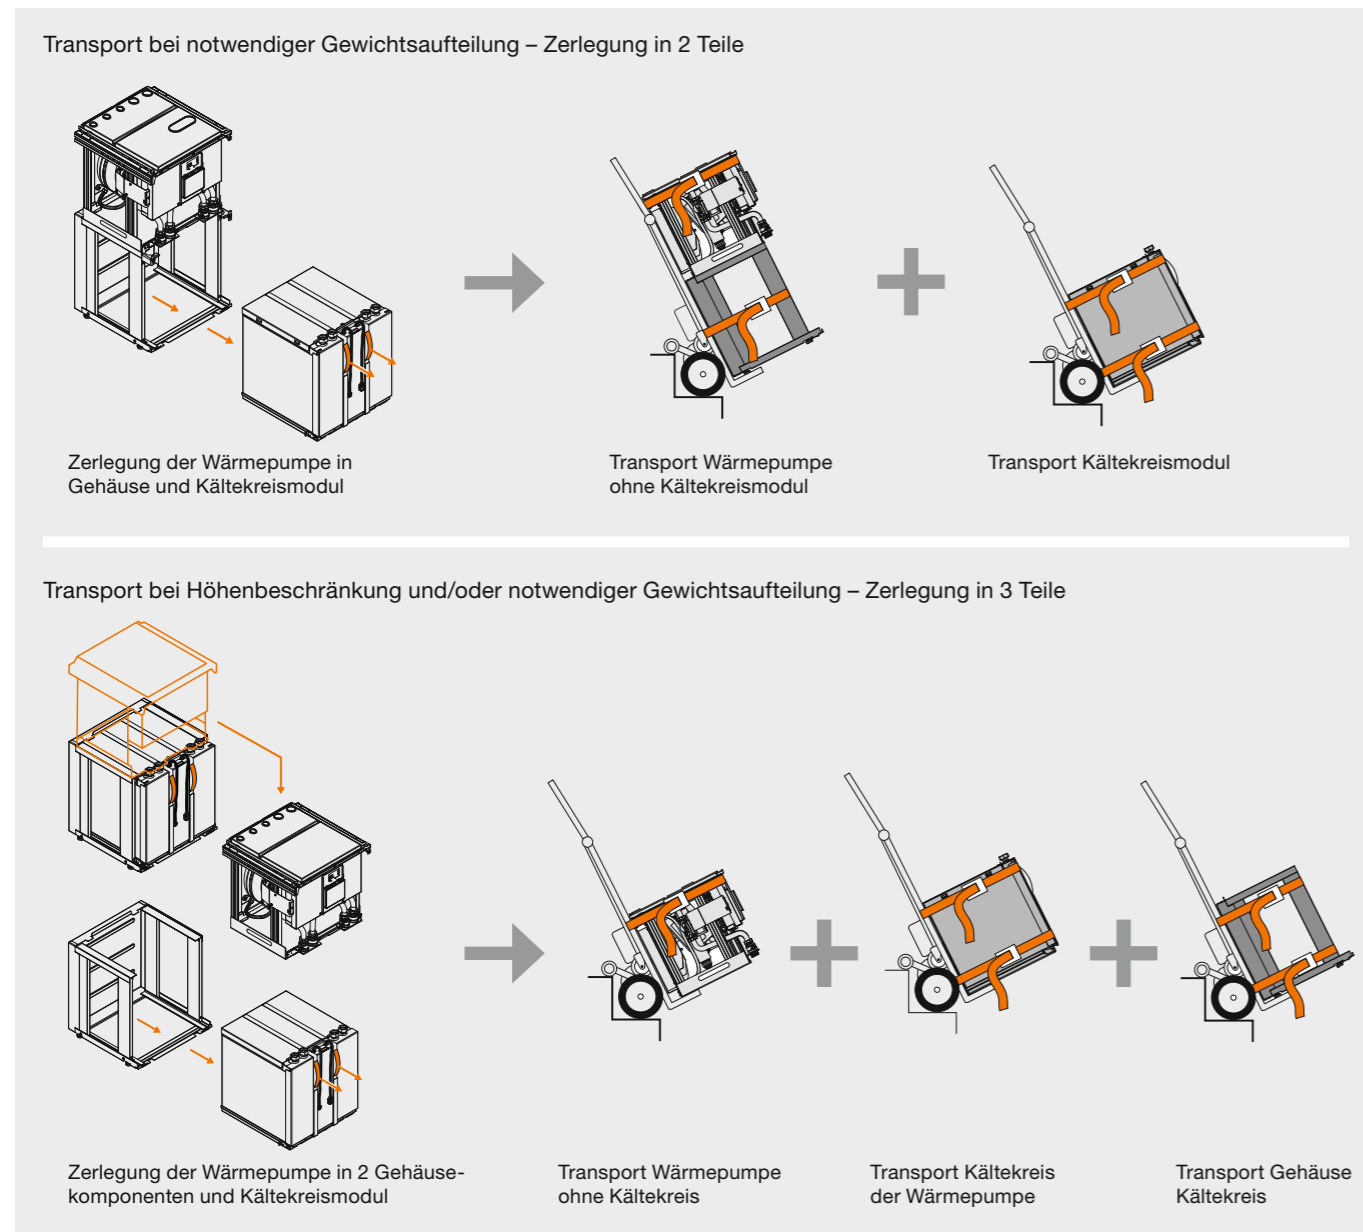 Transport bei notwendiger Gewichtsaufteilung – Zerlegung in 2 Teile
Zerlegung der Wärmepumpe in
Gehäuse und Kältekreismodul
Transport Wärmepumpe
ohne Kältekreismodul
Transport Kältekreismodul
Transport bei Höhenbeschränkung und/oder notwendiger Gewichtsaufteilung – Zerlegung in 3 Teile
Zerlegung der Wärmepumpe in 2 Gehäuse-
komponenten und Kältekreismodul
Transport Wärmepumpe
ohne Kältekreis
Transport Kältekreis
der Wärmepumpe
Transport Gehäuse
Kältekreis